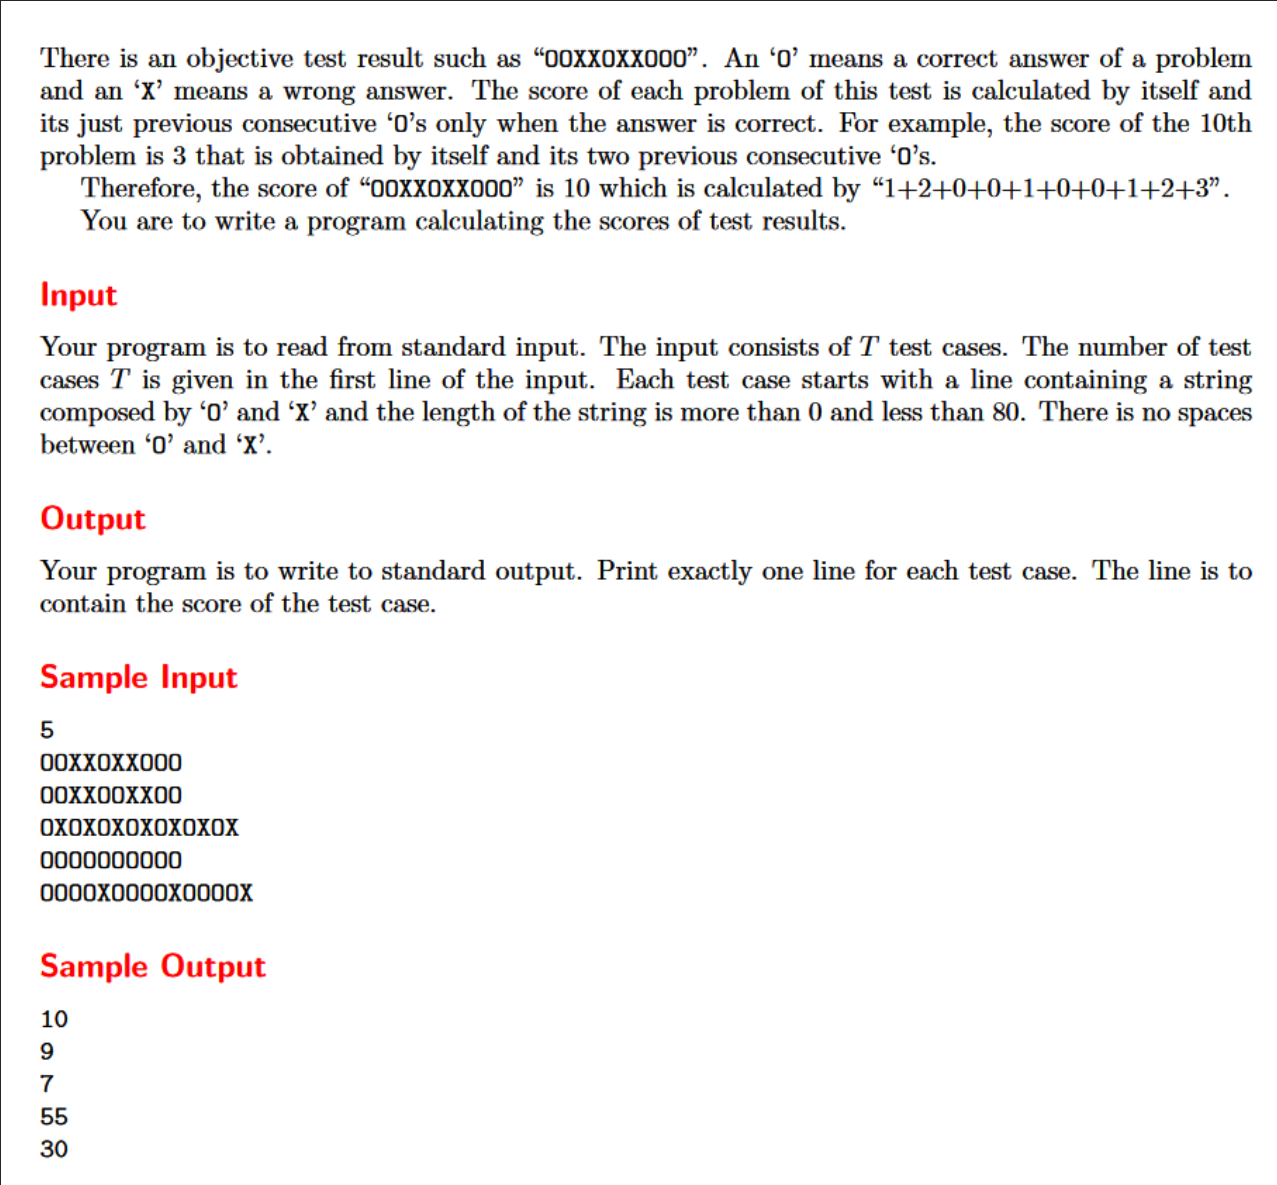 There is an objective test result such as “OOXXOXXOOO”. An ‘O’ means a correct answer of a problem
and an ‘X’ means a wrong answer. The score of each problem of this test is calculated by itself and
its just previous consecutive ‘O’s only when the answer is correct. For example, the score of the 10th
problem is 3 that is obtained by itself and its two previous consecutive ‘O’s.
Therefore, the score of “OOXXOXXOOO” is 10 which is calculated by “1+2+0+0+1+0+0+1+2+3”.
You are to write a program calculating the scores of test results.
Input
Your program is to read from standard input. The input consists of T test cases. The number of test
cases T is given in the first line of the input. Each test case starts with a line containing a string
composed by ‘O’ and ‘X’ and the length of the string is more than 0 and less than 80. There is no spaces
between ‘O’ and ‘X’.
Output
Your program is to write to standard output. Print exactly one line for each test case. The line is to
contain the score of the test case.
Sample Input
5
OOXXOXXOOO
OOXXOOXXOO
OXOXOXOXOXOXOX
OOOOOOOOOO
OOOOXOOOOXOOOOX
Sample Output
10
9
7
55
30